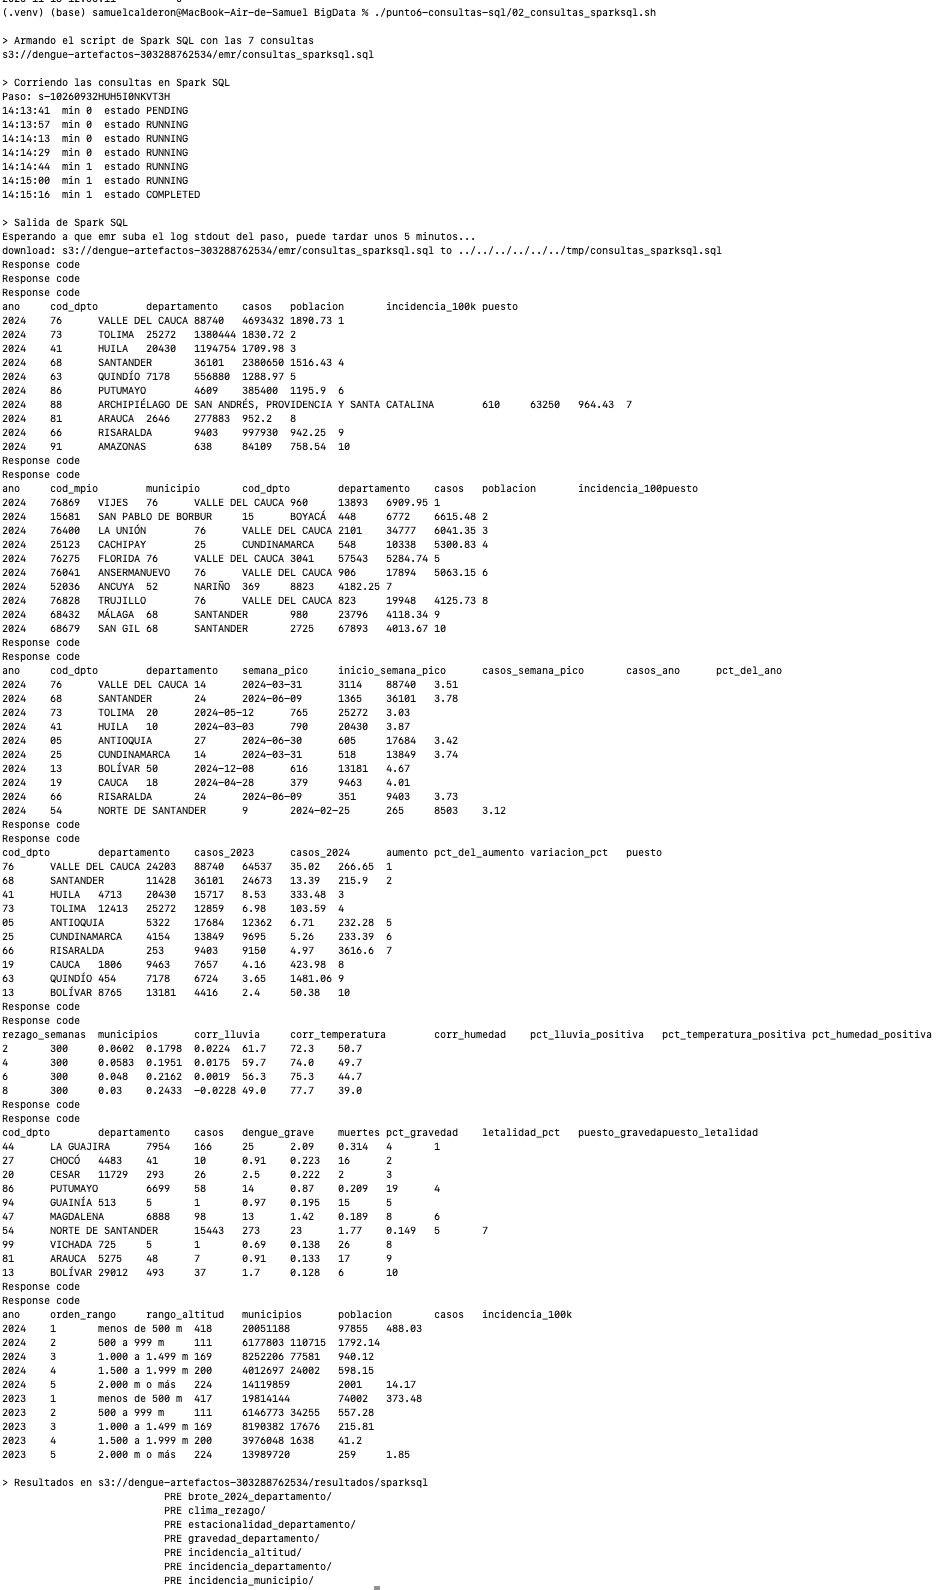 (.venv) (base) samuelcalderon@MacBook-Air-de-Samuel BigData % ./punto6-consultas-sql/02_consultas_sparksql.sh
> Armando el script de Spark SQL con las 7 consultas
s3://dengue-artefactos-303288762534/emr/consultas_sparksql.sql
> Corriendo las consultas en Spark SQL
Paso: s-10260932HUH5I0NKVT3H
14:13:41  min 0  estado PENDING
14:13:57  min 0  estado RUNNING
14:14:13  min 0  estado RUNNING
14:14:29  min 0  estado RUNNING
14:14:44  min 1  estado RUNNING
14:15:00  min 1  estado RUNNING
14:15:16  min 1  estado COMPLETED
> Salida de Spark SQL
Esperando a que emr suba el log stdout del paso, puede tardar unos 5 minutos...
download: s3://dengue-artefactos-303288762534/emr/consultas_sparksql.sql to ../../../../../../tmp/consultas_sparksql.sql
Response code
Response code
Response code
ano cod_dpto departamento casos poblacion incidencia_100k puesto
2024 76 VALLE DEL CAUCA 88740 4693432 1890.73 1
2024 73 TOLIMA 25272 1380444 1830.72 2
2024 41 HUILA 20430 1194754 1709.98 3
2024 68 SANTANDER 36101 2380650 1516.43 4
2024 63 QUINDÍO 7178 556880 1288.97 5
2024 86 PUTUMAYO 4609 385400 1195.9 6
2024 88 ARCHIPIÉLAGO DE SAN ANDRÉS, PROVIDENCIA Y SANTA CATALINA 610 63250 964.43 7
2024 81 ARAUCA 2646 277883 952.2 8
2024 66 RISARALDA 9403 997930 942.25 9
2024 91 AMAZONAS 638 84109 758.54 10
Response code
Response code
ano cod_mpio municipio cod_dpto departamento casos poblacion incidencia_100puesto
2024 76869 VIJES 76 VALLE DEL CAUCA 960 13893 6909.95 1
2024 15681 SAN PABLO DE BORBUR 15 BOYACÁ 448 6772 6615.48 2
2024 76400 LA UNIÓN 76 VALLE DEL CAUCA 2101 34777 6041.35 3
2024 25123 CACHIPAY 25 CUNDINAMARCA 548 10338 5300.83 4
2024 76275 FLORIDA 76 VALLE DEL CAUCA 3041 57543 5284.74 5
2024 76041 ANSERMANUEVO 76 VALLE DEL CAUCA 906 17894 5063.15 6
2024 52036 ANCUYA 52 NARIÑO 369 8823 4182.25 7
2024 76828 TRUJILLO 76 VALLE DEL CAUCA 823 19948 4125.73 8
2024 68432 MÁLAGA 68 SANTANDER 980 23796 4118.34 9
2024 68679 SAN GIL 68 SANTANDER 2725 67893 4013.67 10
Response code
Response code
ano cod_dpto departamento semana_pico inicio_semana_pico casos_semana_pico casos_ano pct_del_ano
2024 76 VALLE DEL CAUCA 14 2024-03-31 3114 88740 3.51
2024 68 SANTANDER 24 2024-06-09 1365 36101 3.78
2024 73 TOLIMA 20 2024-05-12 765 25272 3.03
2024 41 HUILA 10 2024-03-03 790 20430 3.87
2024 05 ANTIOQUIA 27 2024-06-30 605 17684 3.42
2024 25 CUNDINAMARCA 14 2024-03-31 518 13849 3.74
2024 13 BOLÍVAR 50 2024-12-08 616 13181 4.67
2024 19 CAUCA 18 2024-04-28 379 9463 4.01
2024 66 RISARALDA 24 2024-06-09 351 9403 3.73
2024 54 NORTE DE SANTANDER 9 2024-02-25 265 8503 3.12
Response code
Response code
cod_dpto departamento casos_2023 casos_2024 aumento pct_del_aumento variacion_pct puesto
76 VALLE DEL CAUCA 24203 88740 64537 35.02 266.65 1
68 SANTANDER 11428 36101 24673 13.39 215.9 2
41 HUILA 4713 20430 15717 8.53 333.48 3
73 TOLIMA 12413 25272 12859 6.98 103.59 4
05 ANTIOQUIA 5322 17684 12362 6.71 232.28 5
25 CUNDINAMARCA 4154 13849 9695 5.26 233.39 6
66 RISARALDA 253 9403 9150 4.97 3616.6 7
19 CAUCA 1806 9463 7657 4.16 423.98 8
63 QUINDÍO 454 7178 6724 3.65 1481.06 9
13 BOLÍVAR 8765 13181 4416 2.4 50.38 10
Response code
Response code
rezago_semanas municipios corr_lluvia corr_temperatura corr_humedad pct_lluvia_positiva pct_temperatura_positiva pct_humedad_positiva
2 300 0.0602 0.1798 0.0224 61.7 72.3 50.7
4 300 0.0583 0.1951 0.0175 59.7 74.0 49.7
6 300 0.048 0.2162 0.0019 56.3 75.3 44.7
8 300 0.03 0.2433 -0.0228 49.0 77.7 39.0
Response code
Response code
cod_dpto departamento casos dengue_grave muertes pct_gravedad letalidad_pct puesto_gravedapuesto_letalidad
44 LA GUAJIRA 7954 166 25 2.09 0.314 4 1
27 CHOCÓ 4483 41 10 0.91 0.223 16 2
20 CESAR 11729 293 26 2.5 0.222 2 3
86 PUTUMAYO 6699 58 14 0.87 0.209 19 4
94 GUAINÍA 513 5 1 0.97 0.195 15 5
47 MAGDALENA 6888 98 13 1.42 0.189 8 6
54 NORTE DE SANTANDER 15443 273 23 1.77 0.149 5 7
99 VICHADA 725 5 1 0.69 0.138 26 8
81 ARAUCA 5275 48 7 0.91 0.133 17 9
13 BOLÍVAR 29012 493 37 1.7 0.128 6 10
Response code
Response code
ano orden_rango rango_altitud municipios poblacion casos incidencia_100k
2024 1 menos de 500 m 418 20051188 97855 488.03
2024 2 500 a 999 m 111 6177803 110715 1792.14
2024 3 1.000 a 1.499 m 169 8252206 77581 940.12
2024 4 1.500 a 1.999 m 200 4012697 24002 598.15
2024 5 2.000 m o más 224 14119859 2001 14.17
2023 1 menos de 500 m 417 19814144 74002 373.48
2023 2 500 a 999 m 111 6146773 34255 557.28
2023 3 1.000 a 1.499 m 169 8190382 17676 215.81
2023 4 1.500 a 1.999 m 200 3976048 1638 41.2
2023 5 2.000 m o más 224 13989720 259 1.85
> Resultados en s3://dengue-artefactos-303288762534/resultados/sparksql
PRE brote_2024_departamento/
PRE clima_rezago/
PRE estacionalidad_departamento/
PRE gravedad_departamento/
PRE incidencia_altitud/
PRE incidencia_departamento/
PRE incidencia_municipio/